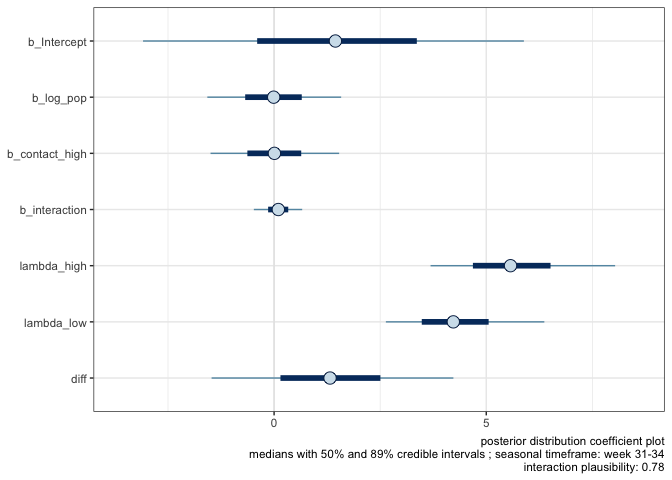 b_Intercept
b_log_pop
b_contact_high
b_interaction
lambda_high
lambda_low
diff
0 5
posterior distribution coefficient plot
medians with 50% and 89% credible intervals ; seasonal timeframe: week 31-34
interaction plausibility: 0.78